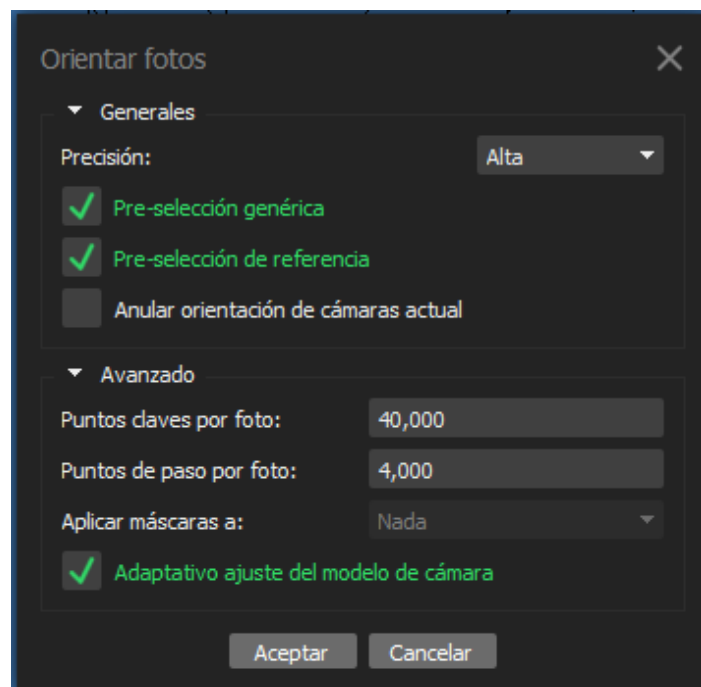 Orientar fotos
Generales
Precisión: Alta
Pre-selección genérica
Pre-selección de referencia
Anular orientación de cámaras actual
Avanzado
Puntos claves por foto: 40,000
Puntos de paso por foto: 4,000
Aplicar máscaras a: Nada
Adaptativo ajuste del modelo de cámara
Aceptar Cancelar